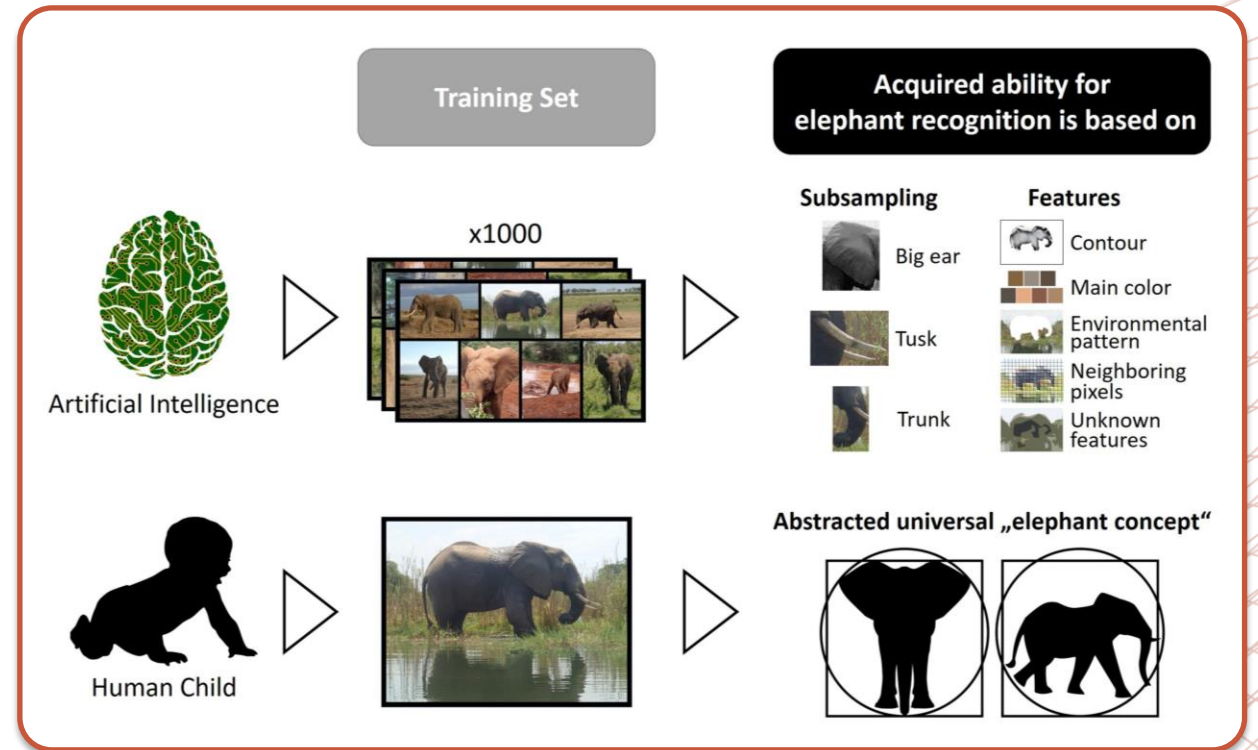 Training Set
Acquired ability for
elephant recognition is based on
Artificial Intelligence
x1000
Subsampling
Big ear
Tusk
Trunk
Features
Contour
Main color
Environmental
pattern
Neighboring
pixels
Unknown
features
Human Child
Abstracted universal „elephant concept“